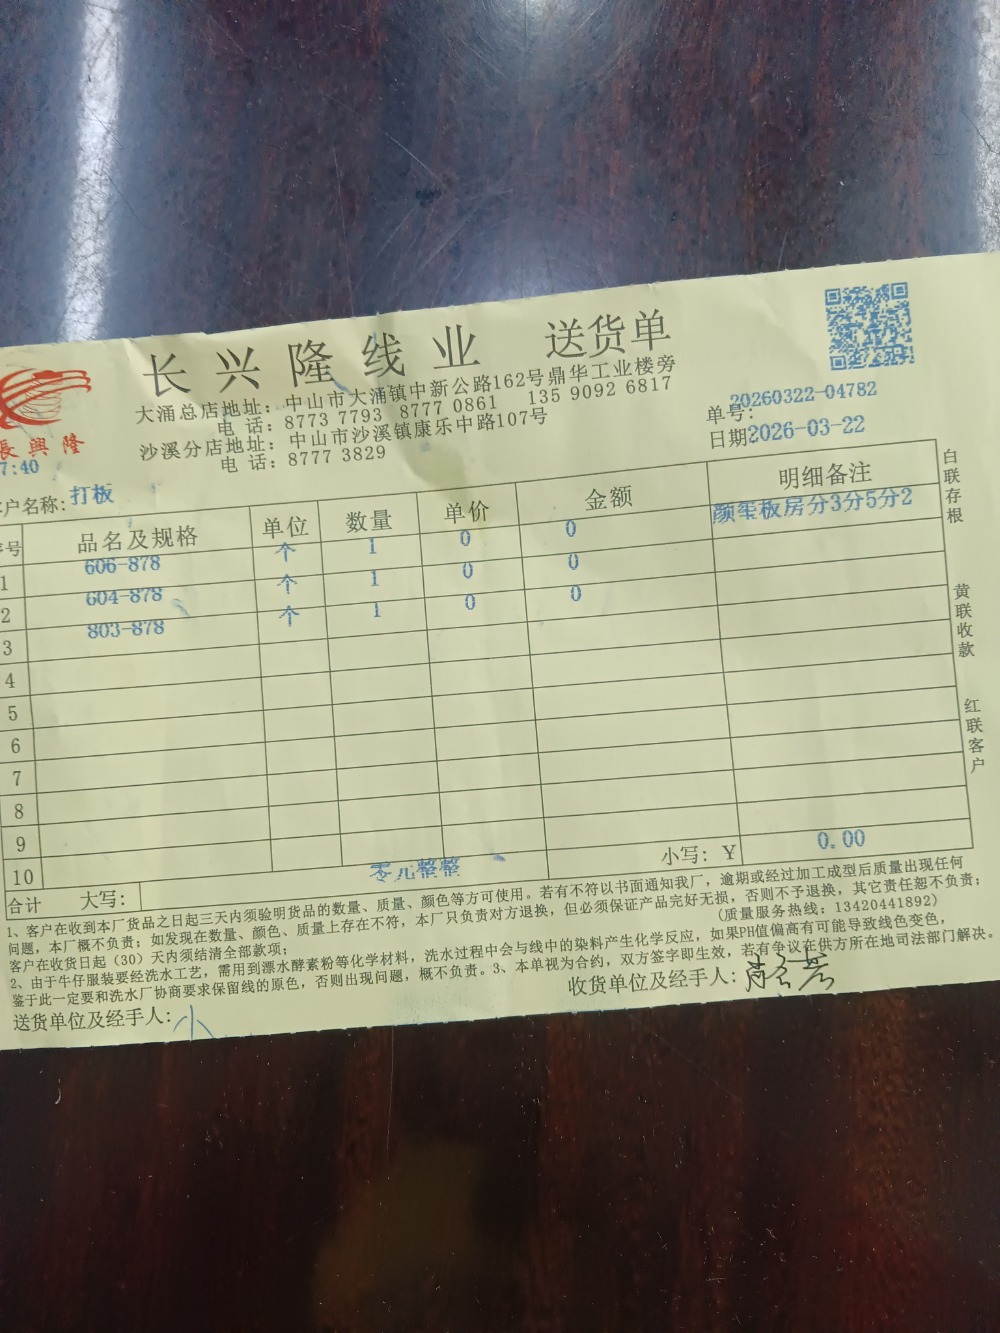 长兴隆线业 送货单
大涌总店地址：中山市大涌镇中新公路162号鼎华工业楼旁
电 话：8773 7793 8777 0861 135 9092 6817
沙溪分店地址：中山市沙溪镇康乐中路107号
电 话：8777 3829
長興隆
7:40
单号：20260322-04782
日期2026-03-22
户名称：打板
号 品名及规格 单位 数量 单价 金额 明细备注
1 606-878 个 1 0 0 颜玺板房分3分5分2
2 604-878 个 1 0 0
3 803-878 个 1 0 0
4
5
6
7
8
9
10
合计 大写： 零元整整 小写：￥ 0.00
白联存根
黄联收款
红联客户
1、客户在收到本厂货品之日起三天内须验明货品的数量、质量、颜色等方可使用。若有不符以书面通知我厂，逾期或经过加工成型后质量出现任何
问题，本厂概不负责；如发现在数量、颜色、质量上存在不符，本厂只负责对方退换，但必须保证产品完好无损，否则不予退换，其它责任恕不负责；
客户在收货日起（30）天内须结清全部款项； (质量服务热线：13420441892)
2、由于牛仔服装要经洗水工艺，需用到漂水酵素粉等化学材料，洗水过程中会与线中的染料产生化学反应，如果PH值偏高有可能导致线色变色，
鉴于此一定要和洗水厂协商要求保留线的原色，否则出现问题，概不负责。3、本单视为合约，双方签字即生效，若有争议在供方所在地司法部门解决。
送货单位及经手人：小
收货单位及经手人：